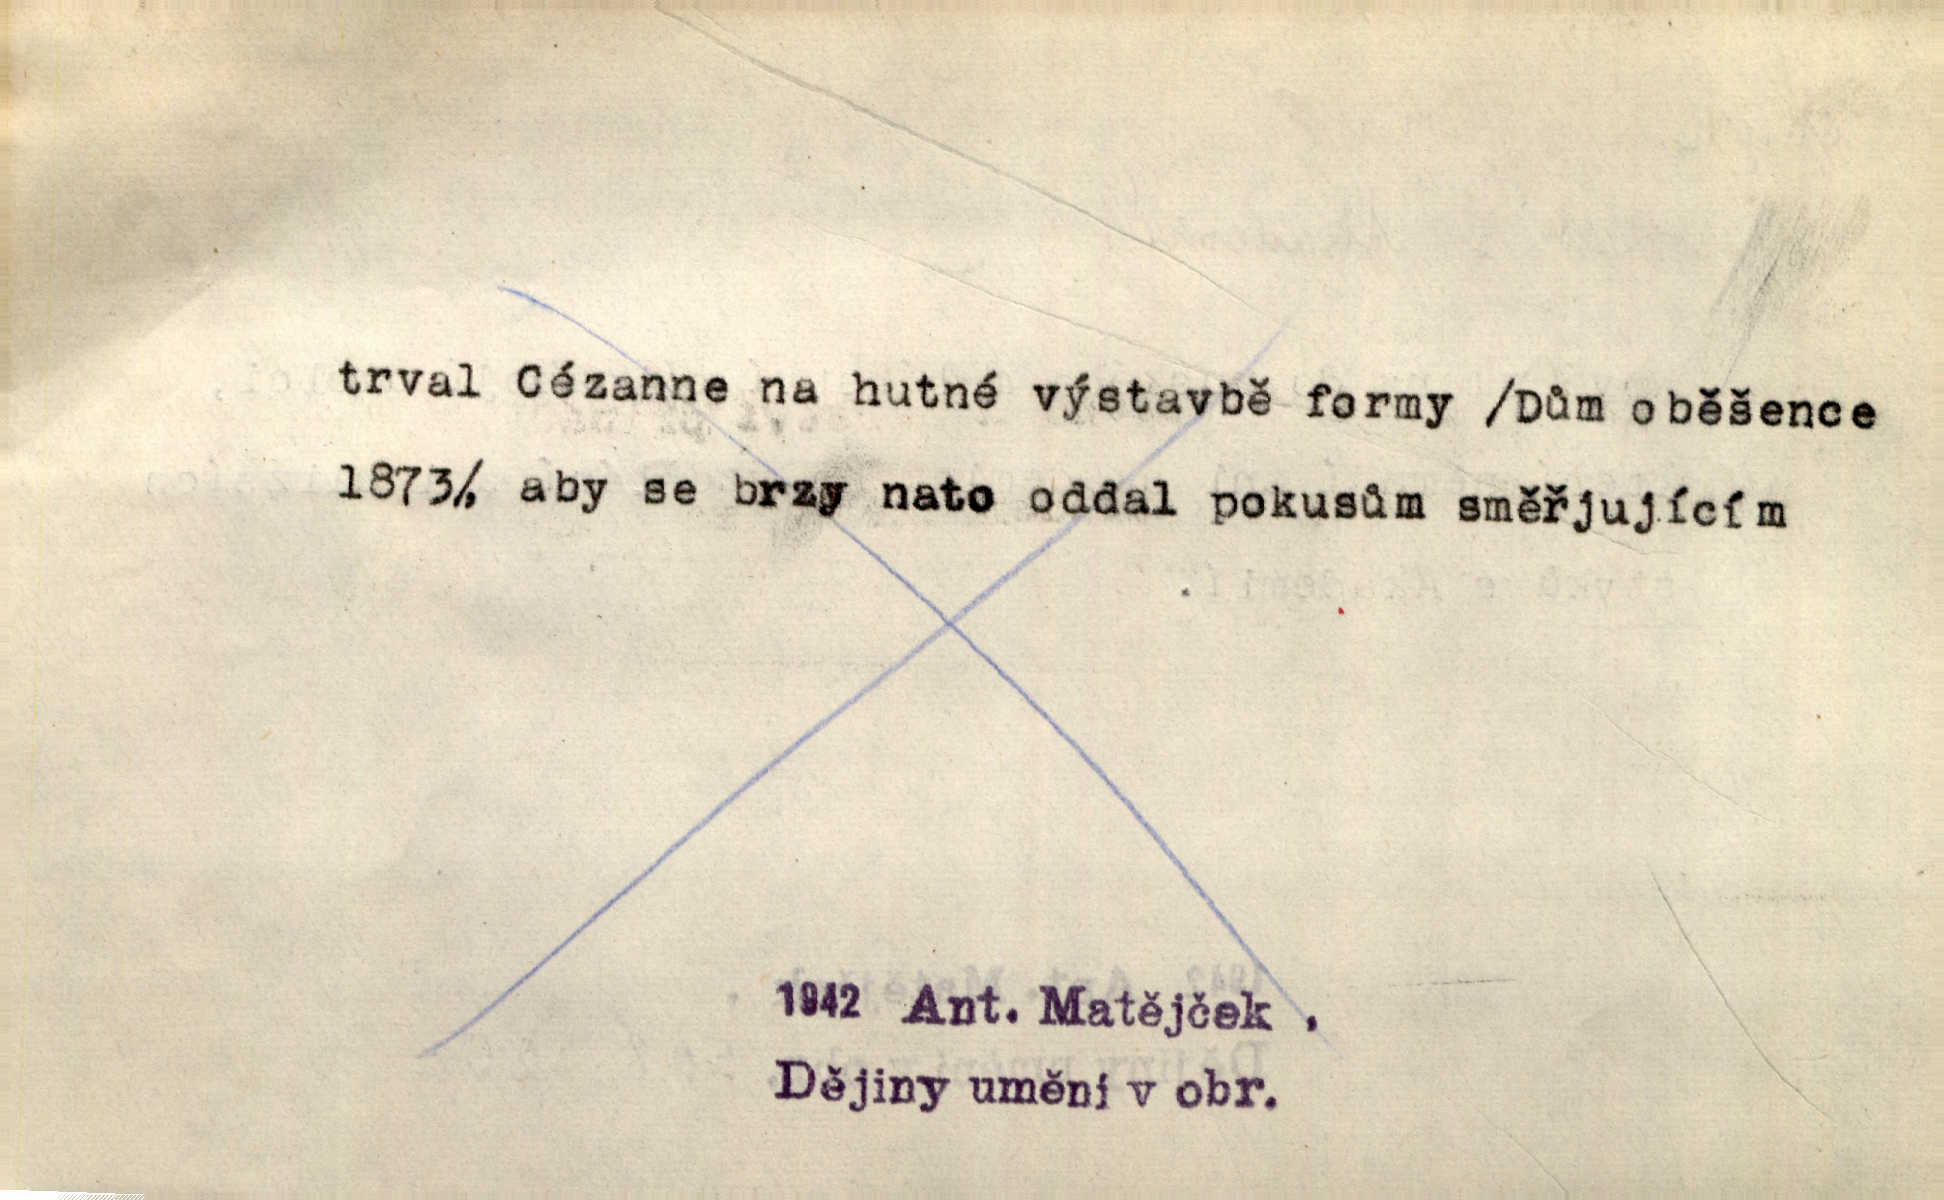 trval Cézanne na hutné výstavbě formy /Dům oběšence
1873/, aby se brzy nato oddal pokusům směřjujícím
1942 Ant. Matějček .
Dějiny umění v obr.